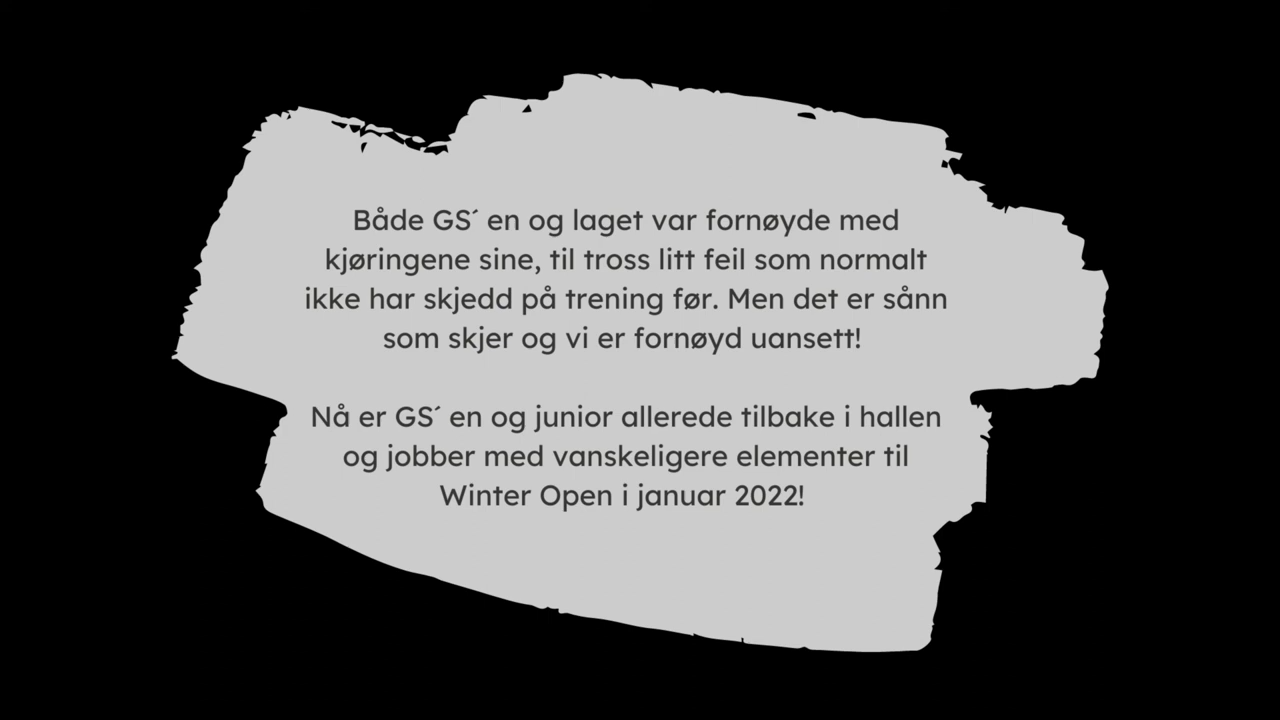 Både GS´ en og laget var fornøyde med
kjøringene sine, til tross litt feil som normalt
ikke har skjedd på trening før. Men det er sånn
som skjer og vi er fornøyd uansett!
Nå er GS´ en og junior allerede tilbake i hallen
og jobber med vanskeligere elementer til
Winter Open i januar 2022!